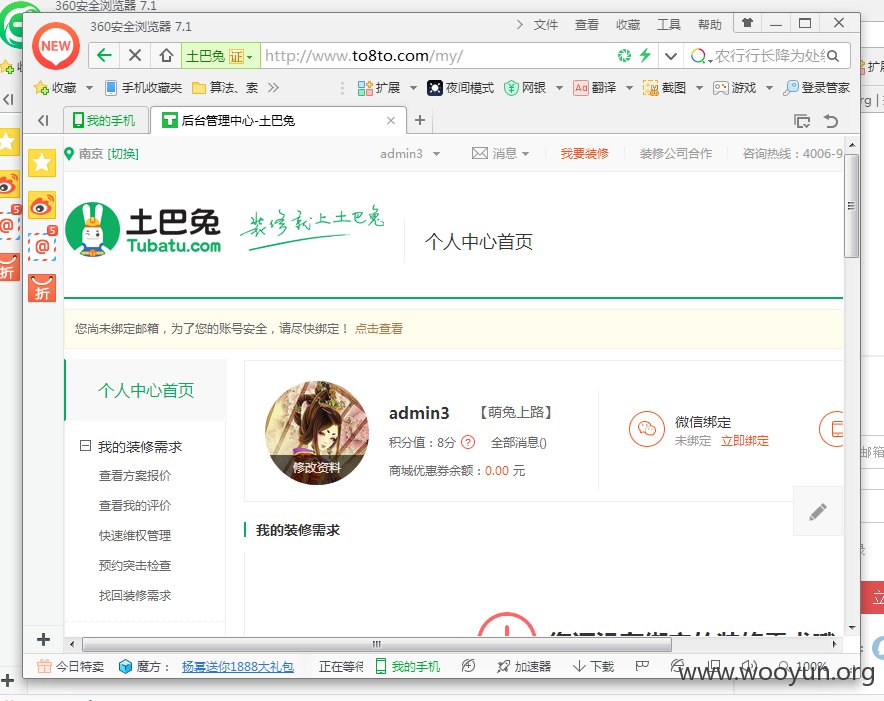 360安全浏览器 7.1
360安全浏览器 7.1
文件 查看 收藏 工具 帮助
NEW
土巴兔 证 http://www.to8to.com/my/
农行行长降为处级
收藏 手机收藏夹 算法、素 扩展 夜间模式 网银 翻译 截图 游戏 登录管家
我的手机 后台管理中心-土巴兔
南京 [切换] admin3 消息 我要装修 装修公司合作 咨询热线：4006-9
土巴兔
Tubatu.com
装修就上土巴兔
个人中心首页
您尚未绑定邮箱，为了您的账号安全，请尽快绑定！ 点击查看
个人中心首页
我的装修需求
查看方案报价
查看我的评价
快速维权管理
预约突击检查
找回装修需求
admin3 【萌兔上路】
积分值：8分 ? 全部消息()
商城优惠券余额：0.00 元
修改资料
微信绑定
未绑定 立即绑定
我的装修需求
折
5
今日特卖 魔方： 杨幂送你1888大礼包 正在等待 我的手机 加速器 下载 100%
www.wooyun.org